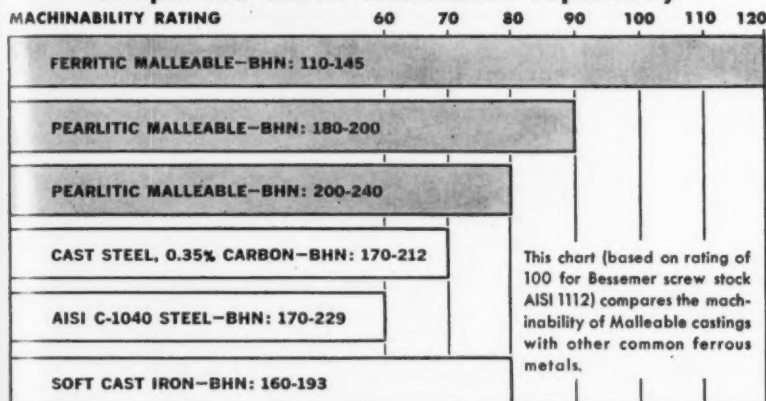 MACHINABILITY RATING 60 70 80 90 100 110 120
FERRITIC MALLEABLE—BHN: 110-145
PEARLITIC MALLEABLE—BHN: 180-200
PEARLITIC MALLEABLE—BHN: 200-240
CAST STEEL, 0.35% CARBON—BHN: 170-212
AISI C-1040 STEEL—BHN: 170-229
SOFT CAST IRON—BHN: 160-193
This chart (based on rating of
100 for Bessemer screw stock
AISI 1112) compares the mach-
inability of Malleable castings
with other common ferrous
metals.